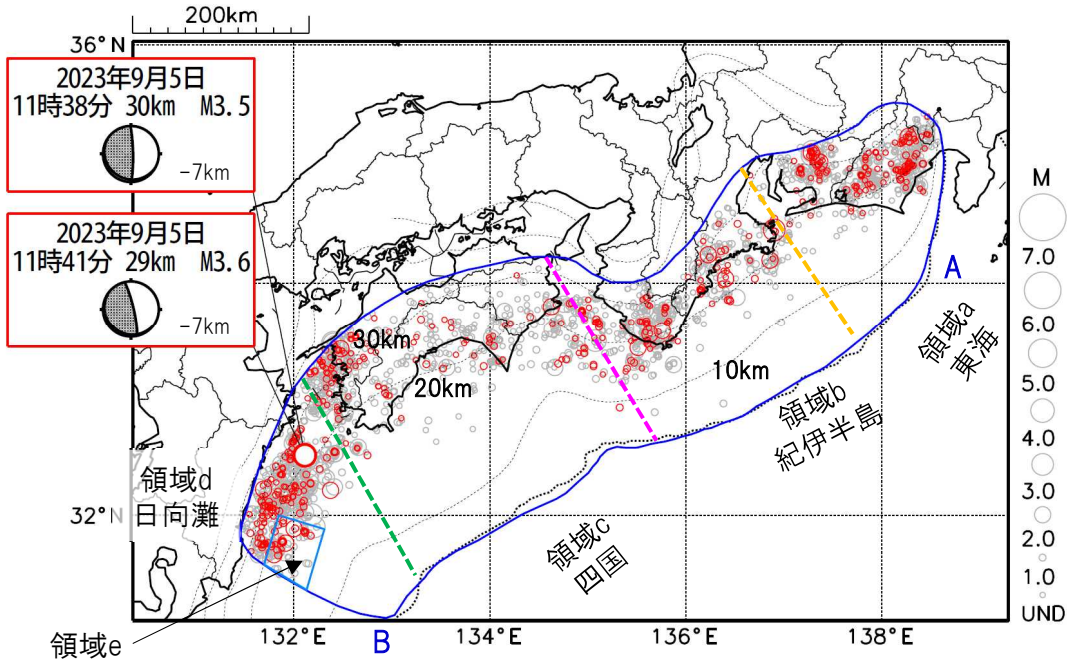 200km
36°N
2023年9月5日
11時38分 30km M3.5
-7km
2023年9月5日
11時41分 29km M3.6
-7km
M
7.0
6.0
5.0
4.0
3.0
2.0
1.0
UND
A
領域a
東海
30km
20km
10km
領域b
紀伊半島
領域d
日向灘
32°N
領域c
四国
領域e
132°E
B
134°E
136°E
138°E